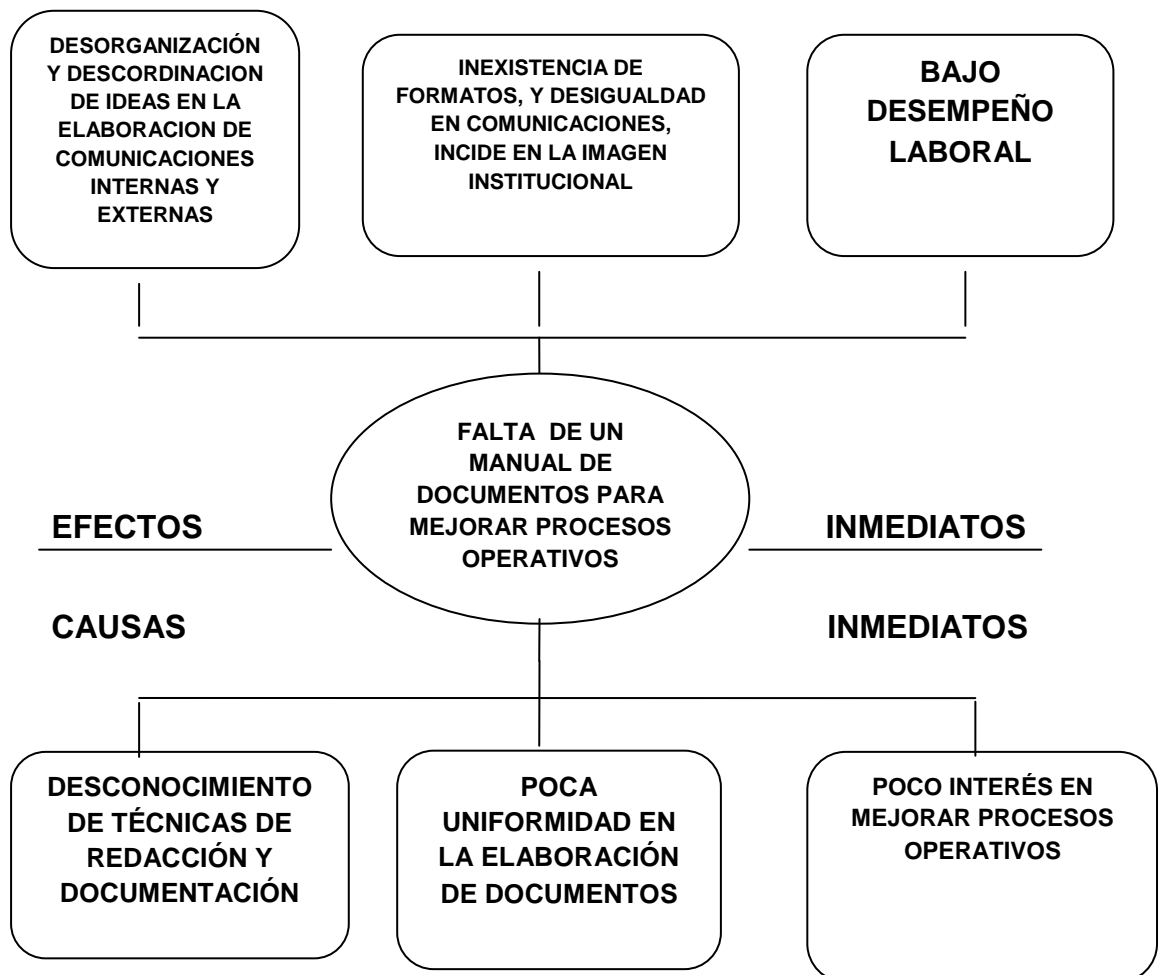 DESORGANIZACIÓN
Y DESCORDINACION
DE IDEAS EN LA
ELABORACION DE
COMUNICACIONES
INTERNAS Y
EXTERNAS
INEXISTENCIA DE
FORMATOS, Y DESIGUALDAD
EN COMUNICACIONES,
INCIDE EN LA IMAGEN
INSTITUCIONAL
BAJO
DESEMPEÑO
LABORAL
FALTA DE UN
MANUAL DE
DOCUMENTOS PARA
MEJORAR PROCESOS
OPERATIVOS
EFECTOS
INMEDIATOS
CAUSAS
INMEDIATOS
DESCONOCIMIENTO
DE TÉCNICAS DE
REDACCIÓN Y
DOCUMENTACIÓN
POCA
UNIFORMIDAD EN
LA ELABORACIÓN
DE DOCUMENTOS
POCO INTERÉS EN
MEJORAR PROCESOS
OPERATIVOS